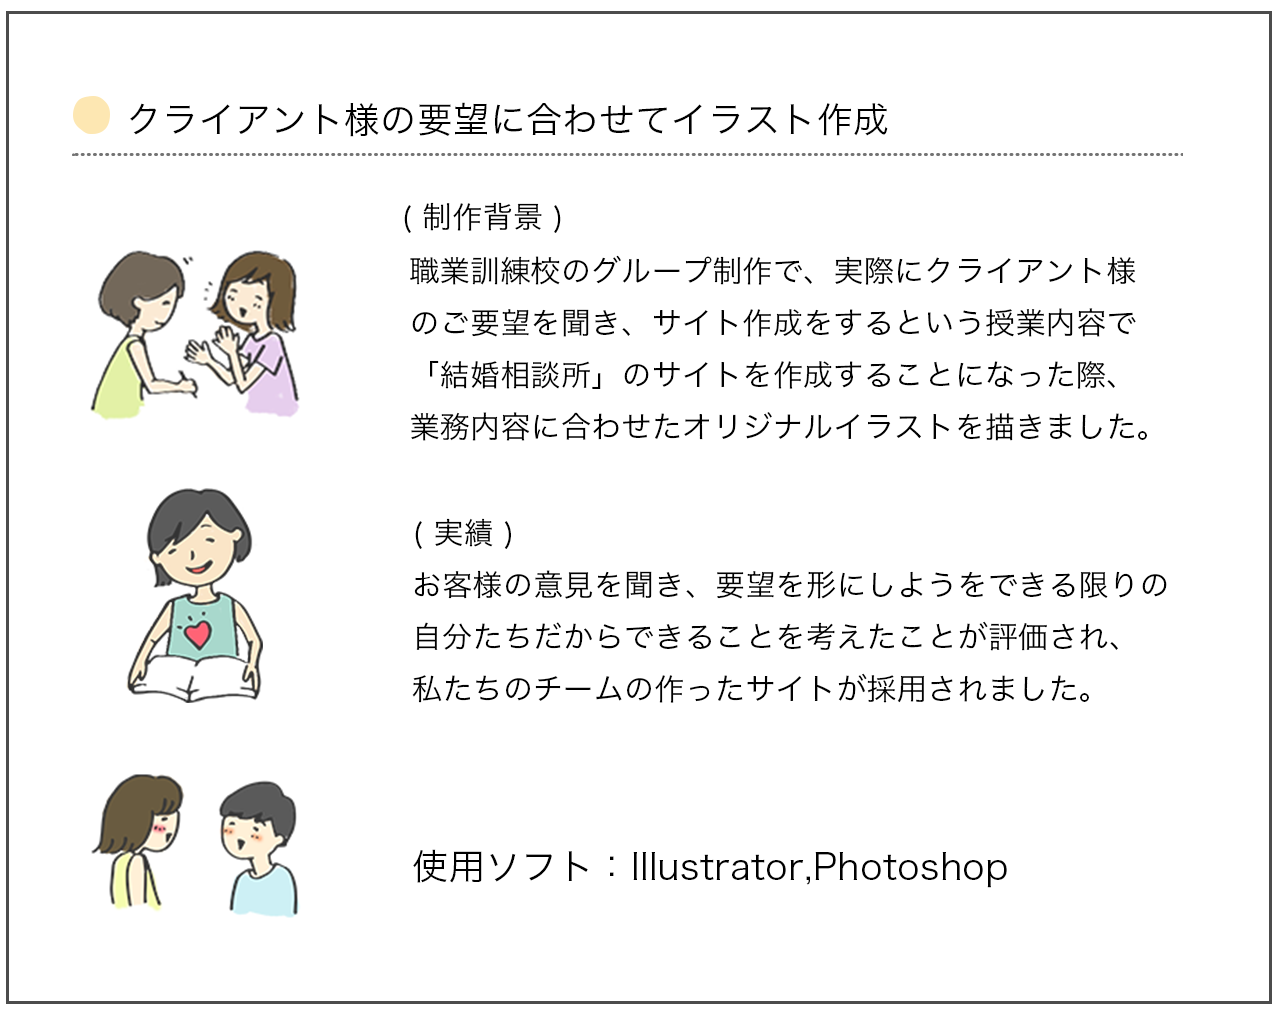 クライアント様の要望に合わせてイラスト作成
( 制作背景 )
職業訓練校のグループ制作で、実際にクライアント様
のご要望を聞き、サイト作成をするという授業内容で
「結婚相談所」のサイトを作成することになった際、
業務内容に合わせたオリジナルイラストを描きました。
( 実績 )
お客様の意見を聞き、要望を形にしようをできる限りの
自分たちだからできることを考えたことが評価され、
私たちのチームの作ったサイトが採用されました。
使用ソフト：Illustrator,Photoshop